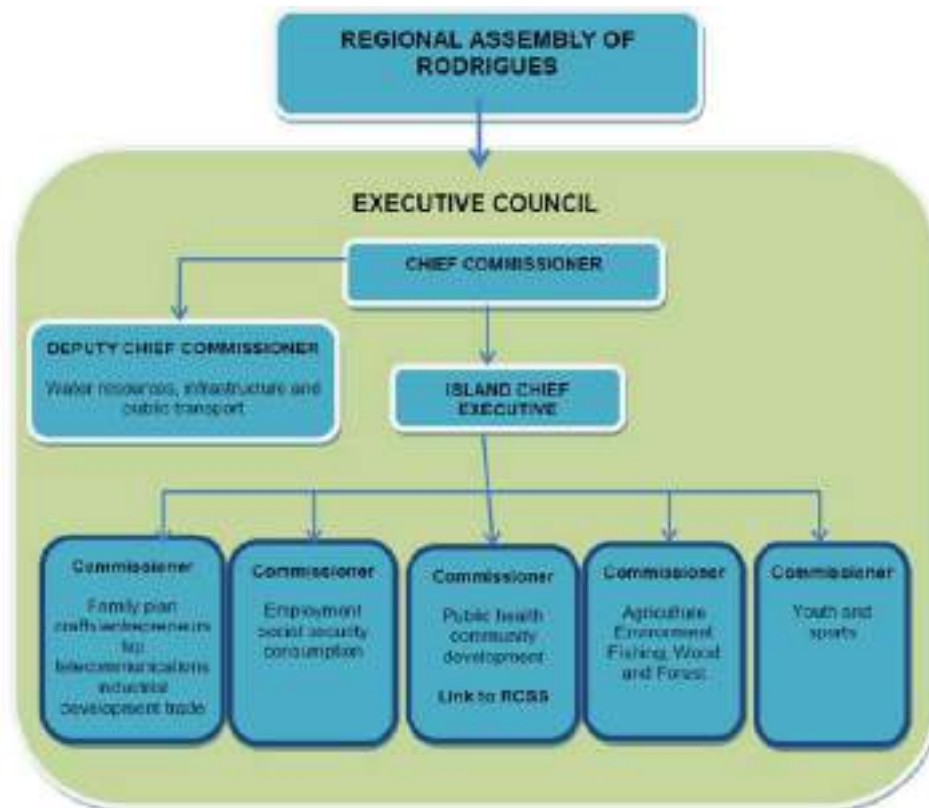 REGIONAL ASSEMBLY OF
RODRIGUES
EXECUTIVE COUNCIL
CHIEF COMMISSIONER
DEPUTY CHIEF COMMISSIONER
Water resources, infrastructure and
public transport
ISLAND CHIEF
EXECUTIVE
Commissioner
Family plan
crafts/entrepreneurs
telecommunications
industrial
development trade
Commissioner
Employment
social security
consumption
Commissioner
Public health
community
development
Link to RCSS
Commissioner
Agriculture
Environment
Fishing, Wood
and Forest
Commissioner
Youth and
sports